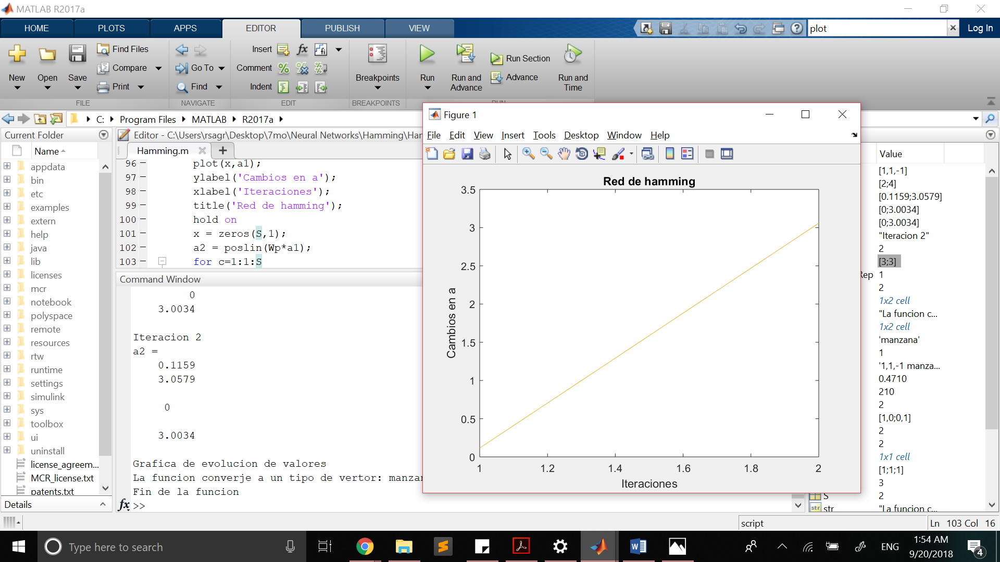 MATLAB R2017a
HOME PLOTS APPS EDITOR PUBLISH VIEW
plot
Log In
New
Open
Save
Find Files
Compare
Print
FILE
Go To
Find
NAVIGATE
Insert
Comment
Indent
EDIT
Breakpoints
BREAKPOINTS
Run
Run and Advance
Run Section
Advance
Run and Time
C: Program Files MATLAB R2017a
Current Folder
Name
appdata
bin
etc
examples
extern
help
java
lib
licenses
mcr
notebook
polyspace
remote
resources
rtw
runtime
settings
simulink
sys
toolbox
ui
uninstall
license_agreem...
MCR_license.txt
patents.txt
Details
Editor - C:\Users\rsagr\Desktop\7mo\Neural Networks\Hamming\Har
Hamming.m
96 plot(x,a1);
97 ylabel('Cambios en a');
98 xlabel('Iteraciones');
99 title('Red de hamming');
100 hold on
101 x = zeros(S,1);
102 a2 = poslin(Wp*a1);
103 for c=1:1:S
Command Window
0
3.0034
Iteracion 2
a2 =
0.1159
3.0579
0
3.0034
Grafica de evolucion de valores
La funcion converje a un tipo de vertor: manzar
Fin de la funcion
fx >>
Figure 1
File Edit View Insert Tools Desktop Window Help
Red de hamming
3.5
3
2.5
2
1.5
1
0.5
0
Cambios en a
1 1.2 1.4 1.6 1.8 2
Iteraciones
Value
[1,1,-1]
[2;4]
[0.1159;3.0579]
[0;3.0034]
[0;3.0034]
"Iteracion 2"
2
[3;3]
Rep 1
2
1x2 cell
"La funcion c...
1x2 cell
'manzana'
1
'1,1,-1 manza...
0.4710
210
2
[1,0;0,1]
2
2
1x1 cell
[1;1;1]
3
S 2
str "La funcion c...
script
Ln 103 Col 16
Type here to search
ENG
1:54 AM
9/20/2018
4